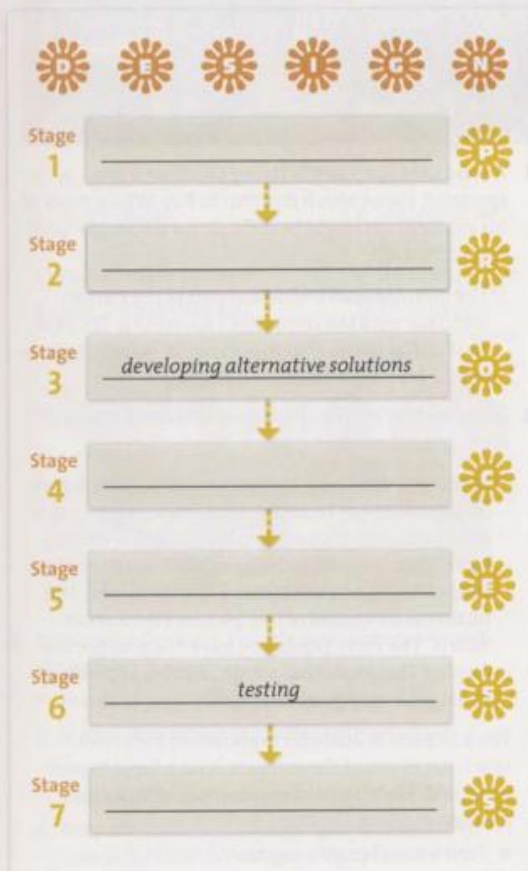 D E S I G N
Stage
1
P
Stage
2
R
Stage
3
developing alternative solutions
O
Stage
4
C
Stage
5
E
Stage
6
testing
S
Stage
7
S